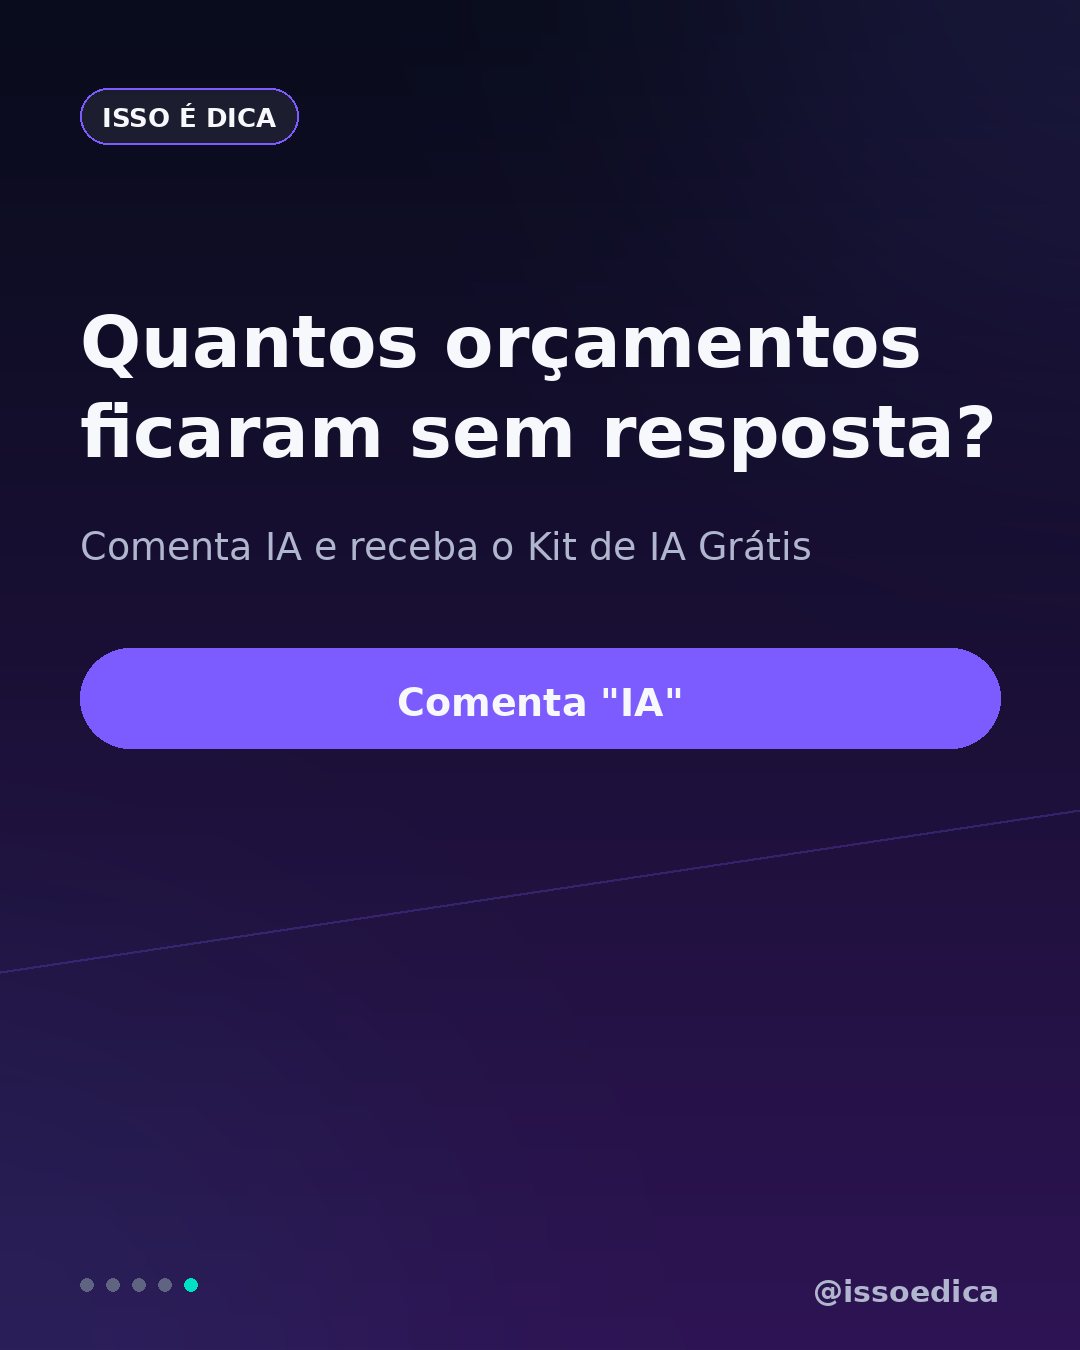 ISSO É DICA
Quantos orçamentos
ficaram sem resposta?
Comenta IA e receba o Kit de IA Grátis
Comenta "IA"
@issoedica